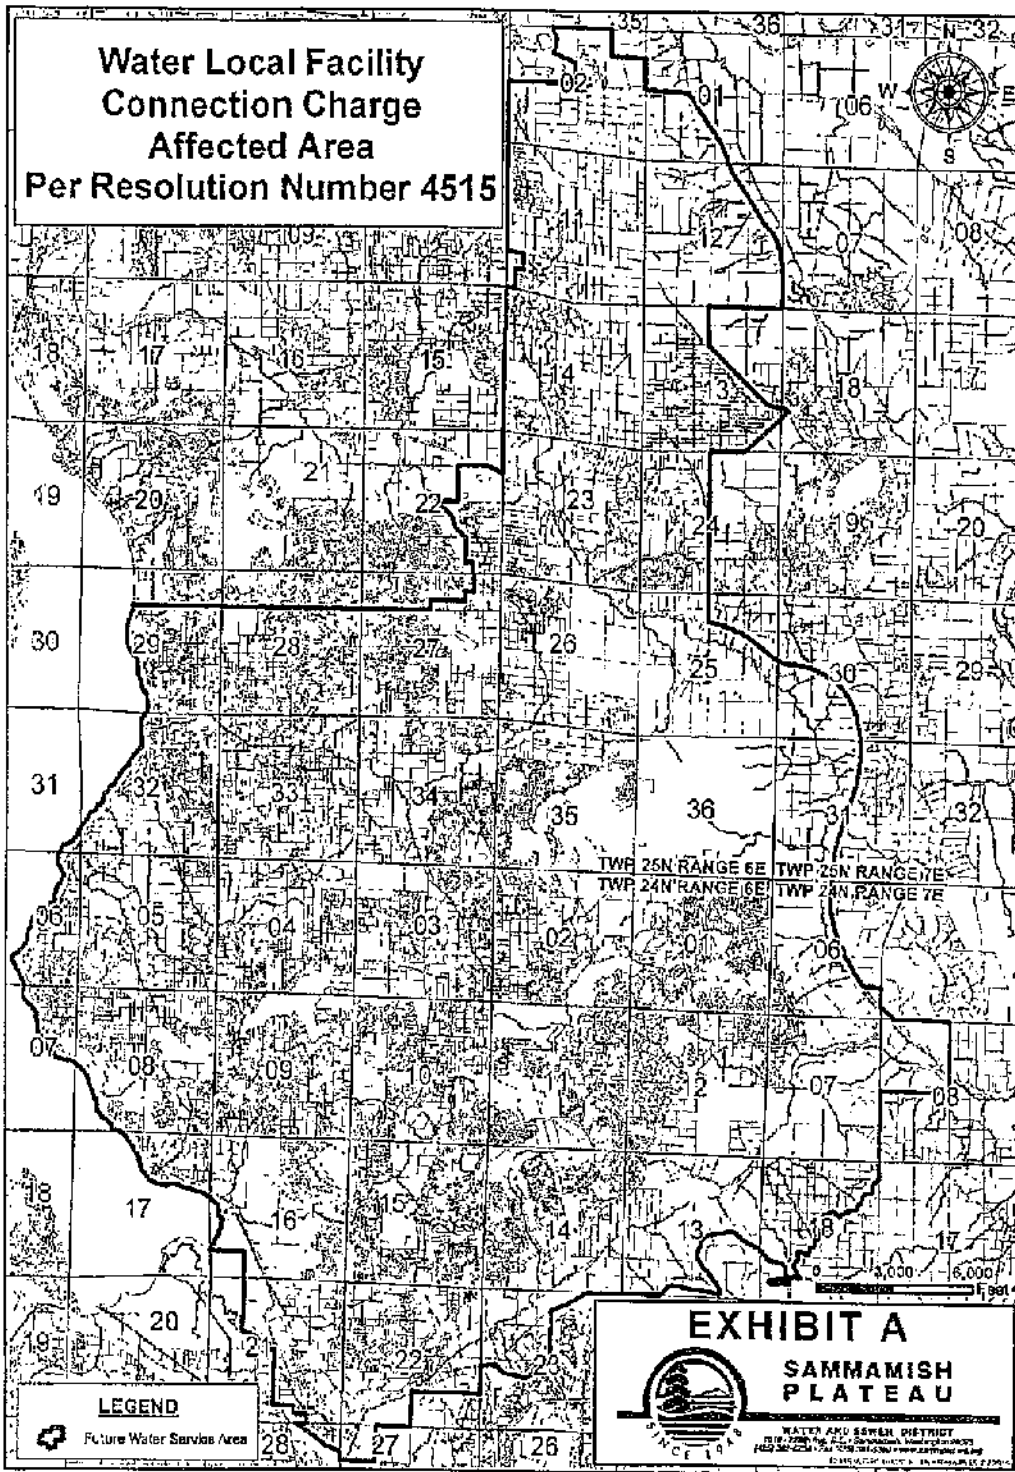 Water Local Facility
Connection Charge
Affected Area
Per Resolution Number 4515
35 36 31 32
N
W E
S
02 01 06
09 11 12 07 08
18 17 16 15 14 13 18 17
19 20 21 22 23 24 19 20
30 29 28 27 26 25 30 29
31 32 33 34 35 36 31 32
TWP 25N RANGE 6E TWP 25N RANGE 7E
TWP 24N RANGE 6E TWP 24N RANGE 7E
06 05 04 03 02 01 06
07 08 09 10 11 12 07 08
18 17 16 15 14 13 18 17
19 20 22 23
28 27 26
0 6,000
Feet
LEGEND
Future Water Service Area
EXHIBIT A
SAMMAMISH
PLATEAU
WATER AND SEWER DISTRICT
SINCE 1948